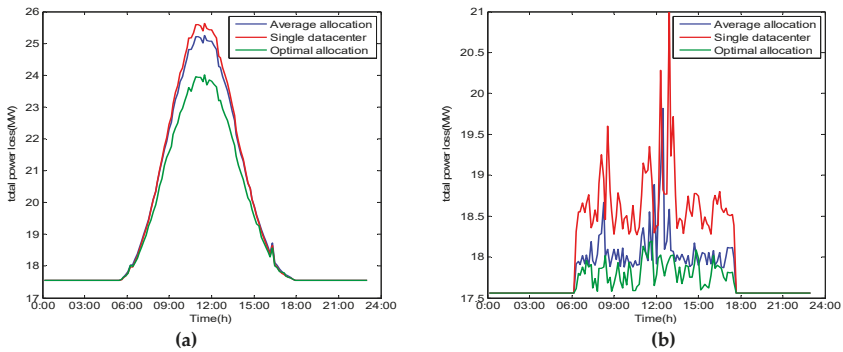 26
25
24
23
22
21
20
19
18
17
total power loss(MW)
0:00 03:00 06:00 09:00 12:00 15:00 18:00 21:00 24:00
Time(h)
Average allocation
Single datacenter
Optimal allocation
(a)
21
20.5
20
19.5
19
18.5
18
17.5
total power loss(MW)
0:00 03:00 06:00 09:00 12:00 15:00 18:00 21:00 24:00
Time(h)
Average allocation
Single datacenter
Optimal allocation
(b)